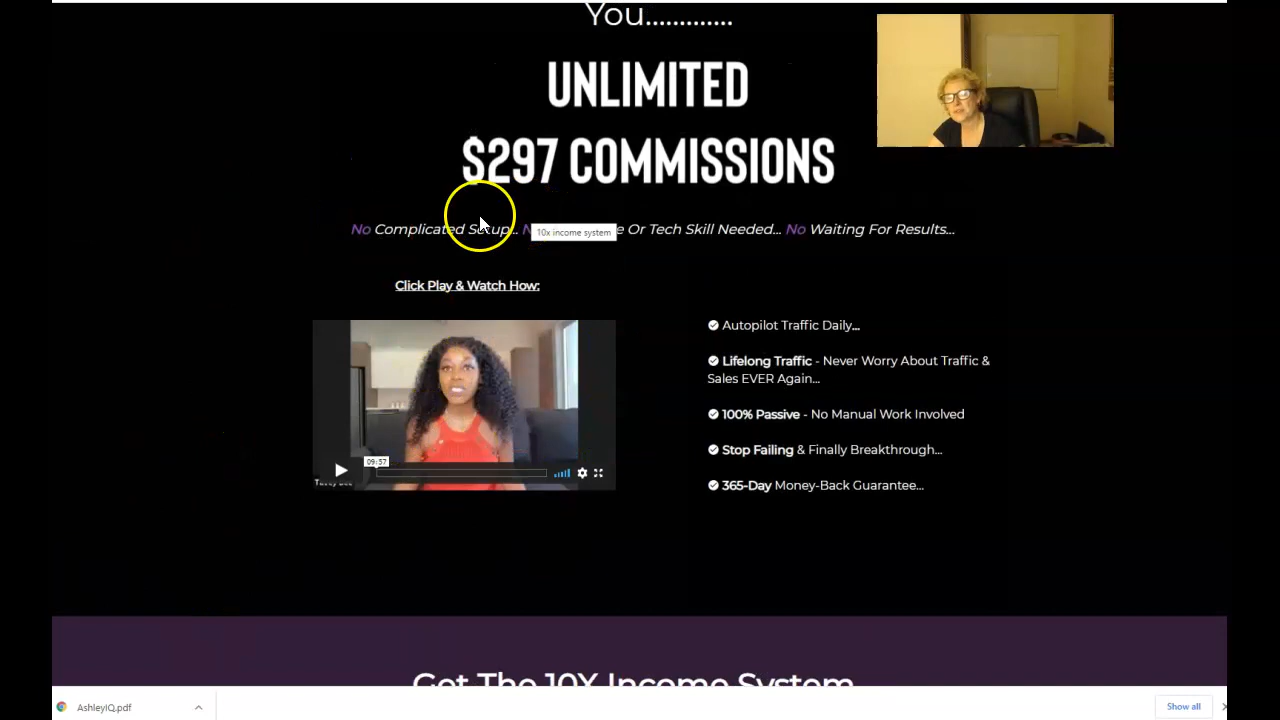 You............
UNLIMITED
$297 COMMISSIONS
No Complicated Setup... Or Tech Skill Needed... No Waiting For Results...
10x income system
Click Play & Watch How:
Autopilot Traffic Daily...
Lifelong Traffic - Never Worry About Traffic &
Sales EVER Again...
100% Passive - No Manual Work Involved
Stop Failing & Finally Breakthrough...
365-Day Money-Back Guarantee...
09:57
Get The 10X Income System
AshleyIQ.pdf
Show all